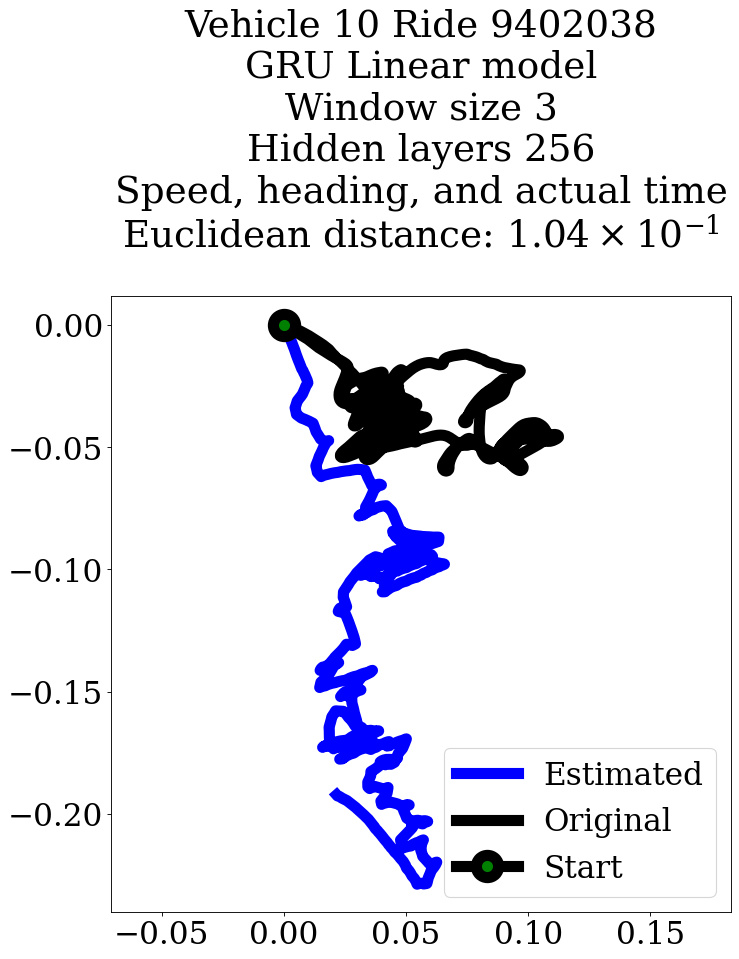 Vehicle 10 Ride 9402038
GRU Linear model
Window size 3
Hidden layers 256
Speed, heading, and actual time
Euclidean distance: 1.04 × 10⁻¹
0.00
−0.05
−0.10
−0.15
−0.20
Estimated
Original
Start
−0.05 0.00 0.05 0.10 0.15